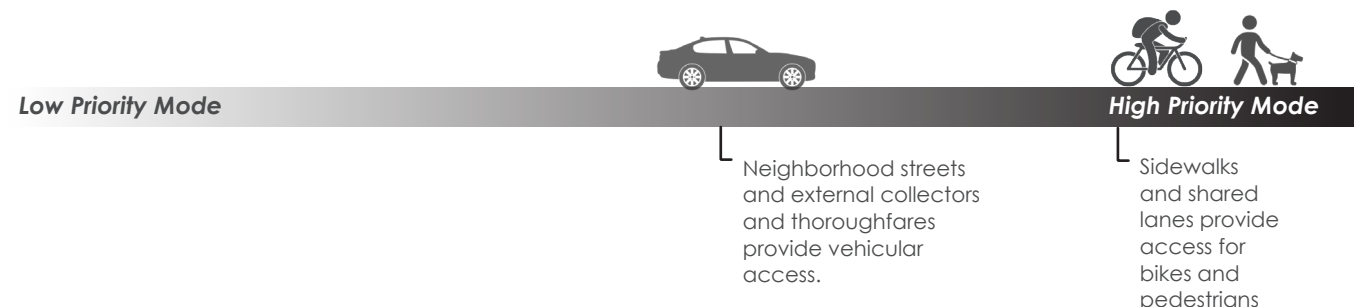 Low Priority Mode
High Priority Mode
Neighborhood streets
and external collectors
and thoroughfares
provide vehicular
access.
Sidewalks
and shared
lanes provide
access for
bikes and
pedestrians